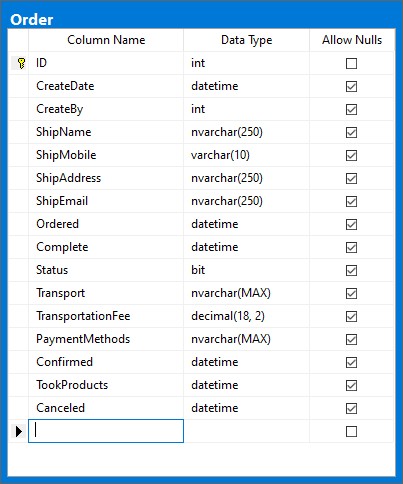 Order
Column Name Data Type Allow Nulls
ID int
CreateDate datetime
CreateBy int
ShipName nvarchar(250)
ShipMobile varchar(10)
ShipAddress nvarchar(250)
ShipEmail nvarchar(250)
Ordered datetime
Complete datetime
Status bit
Transport nvarchar(MAX)
TransportationFee decimal(18, 2)
PaymentMethods nvarchar(MAX)
Confirmed datetime
TookProducts datetime
Canceled datetime